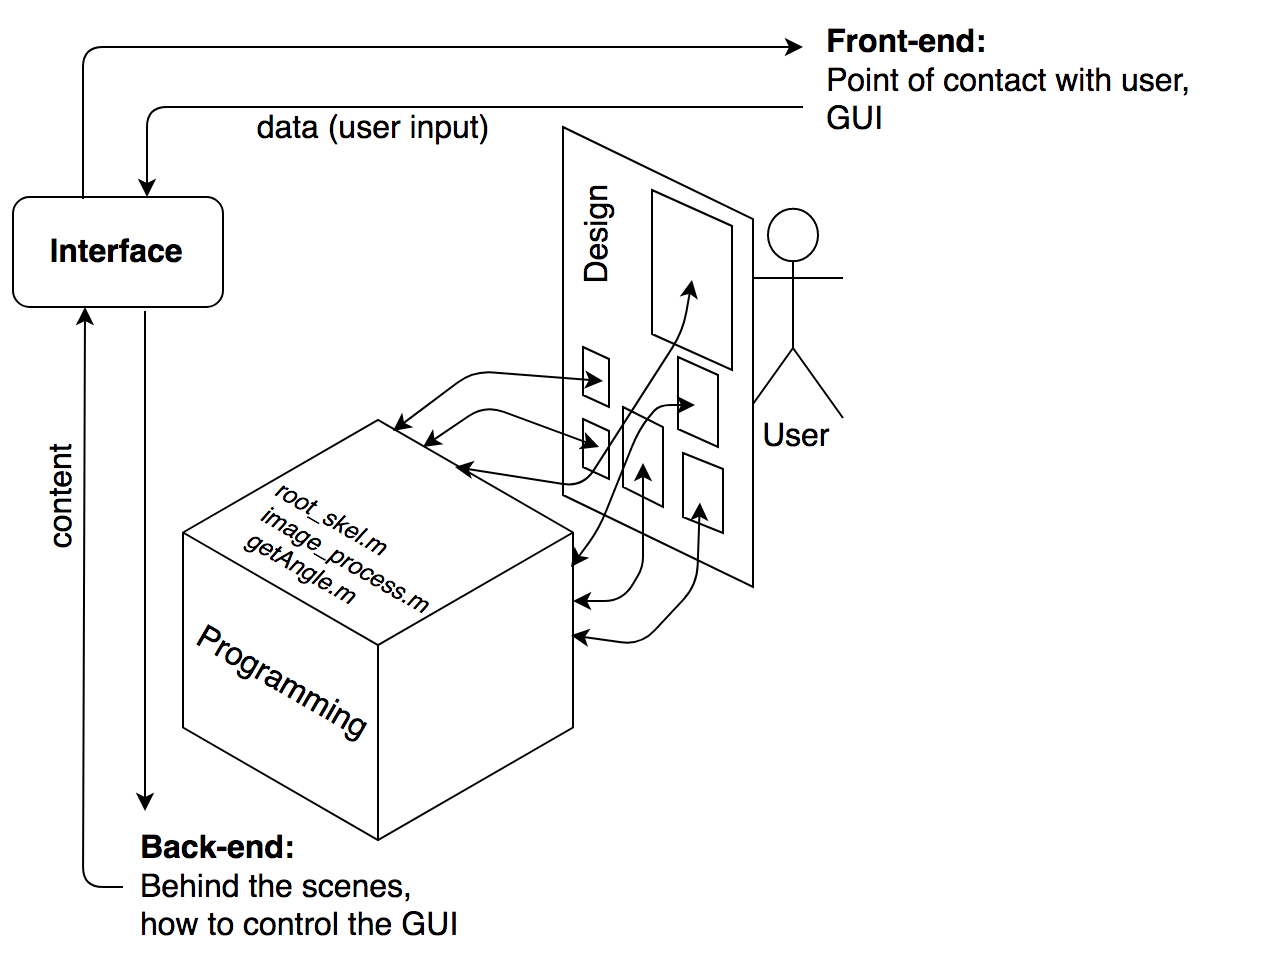 Front-end:
Point of contact with user,
GUI
data (user input)
Design
Interface
User
content
root_skel.m
image_process.m
getAngle.m
Programming
Back-end:
Behind the scenes,
how to control the GUI